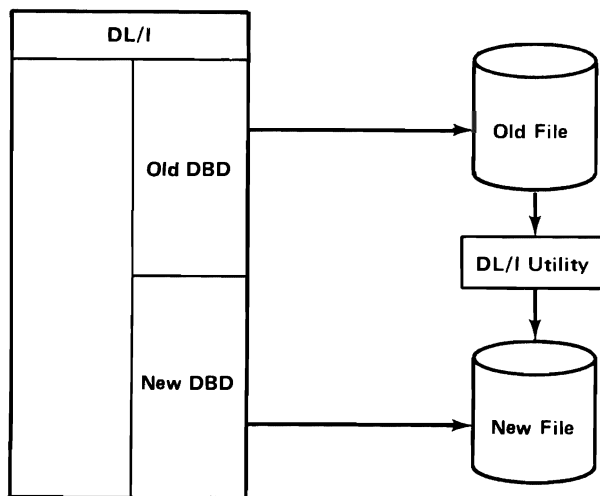 DL/I
Old DBD
Old File
DL/I Utility
New DBD
New File